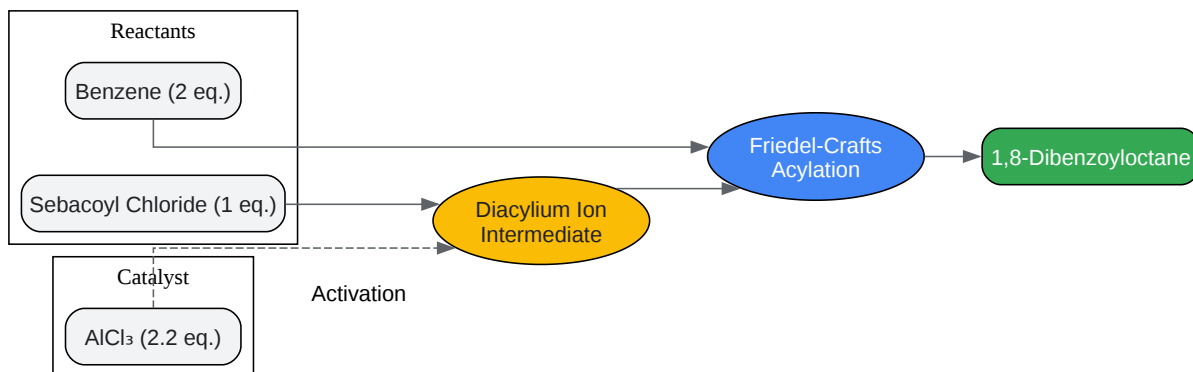 Reactants
Benzene (2 eq.)
Sebacoyl Chloride (1 eq.)
Catalyst
AlCl₃ (2.2 eq.)
Activation
Diacylium Ion
Intermediate
Friedel-Crafts
Acylation
1,8-Dibenzoyloctane